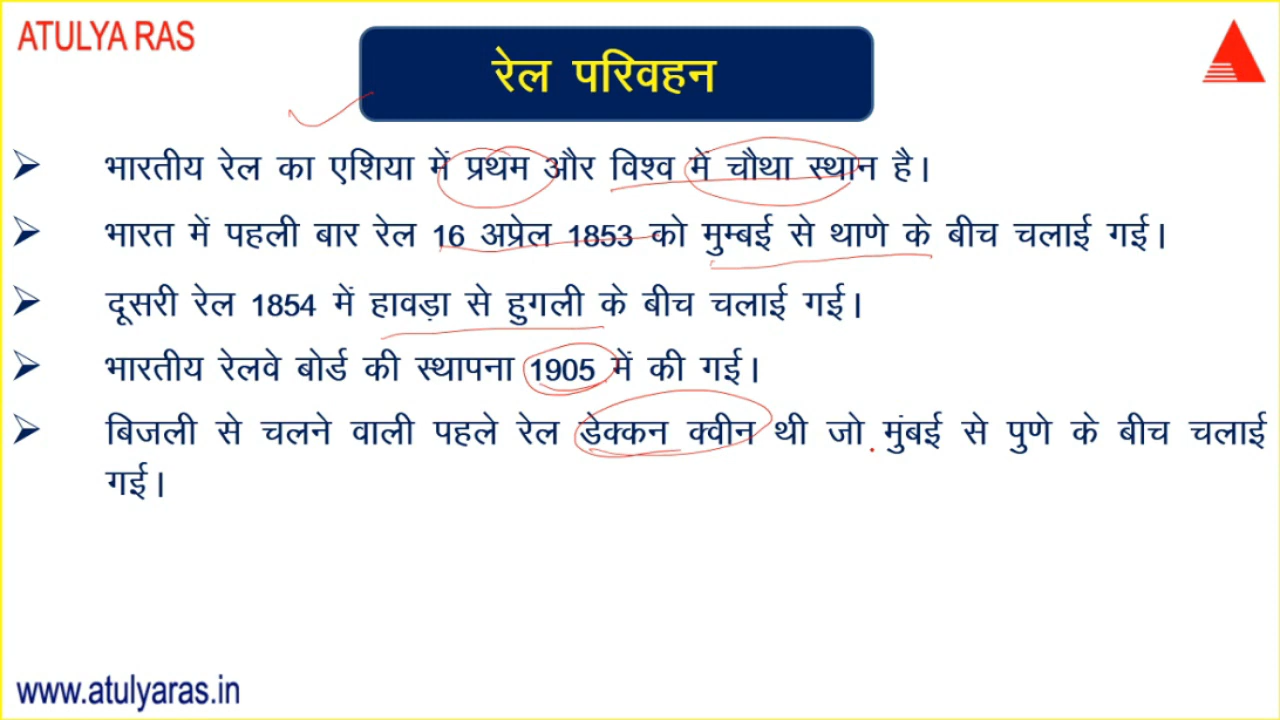 ATULYA RAS
रेल परिवहन
भारतीय रेल का एशिया में प्रथम और विश्व में चौथा स्थान है।
भारत में पहली बार रेल 16 अप्रेल 1853 को मुम्बई से थाणे के बीच चलाई गई।
दूसरी रेल 1854 में हावड़ा से हुगली के बीच चलाई गई।
भारतीय रेलवे बोर्ड की स्थापना 1905 में की गई।
बिजली से चलने वाली पहले रेल डेक्कन क्वीन थी जो मुंबई से पुणे के बीच चलाई
गई।
www.atulyaras.in